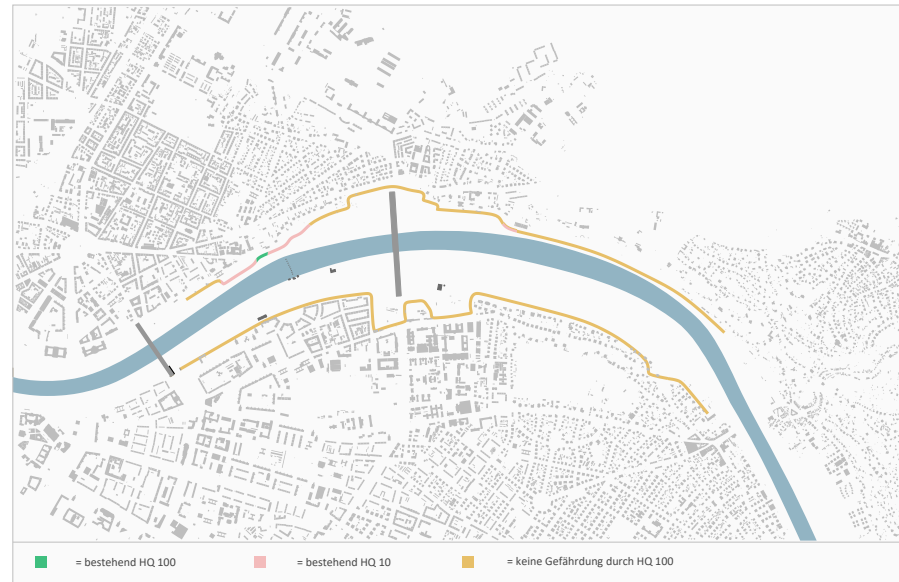 = bestehend HQ 100 = bestehend HQ 10 = keine Gefährdung durch HQ 100